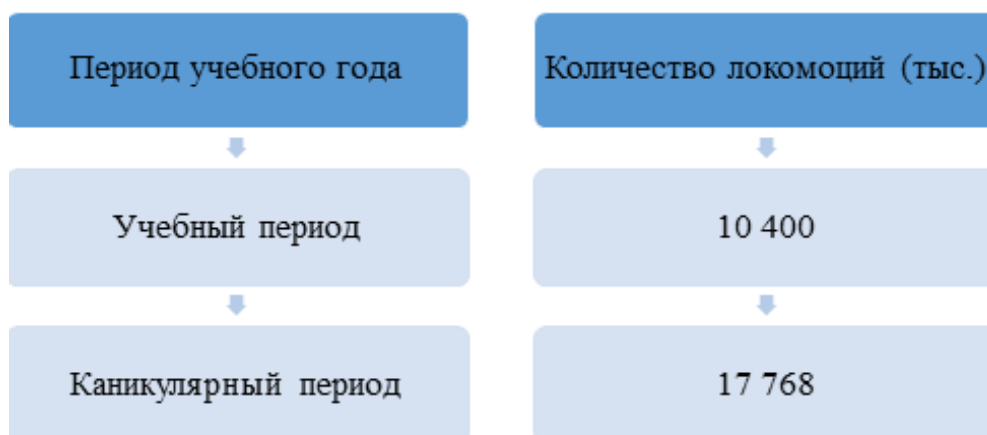 Период учебного года
Количество локомоций (тыс.)
Учебный период
10 400
Каникулярный период
17 768